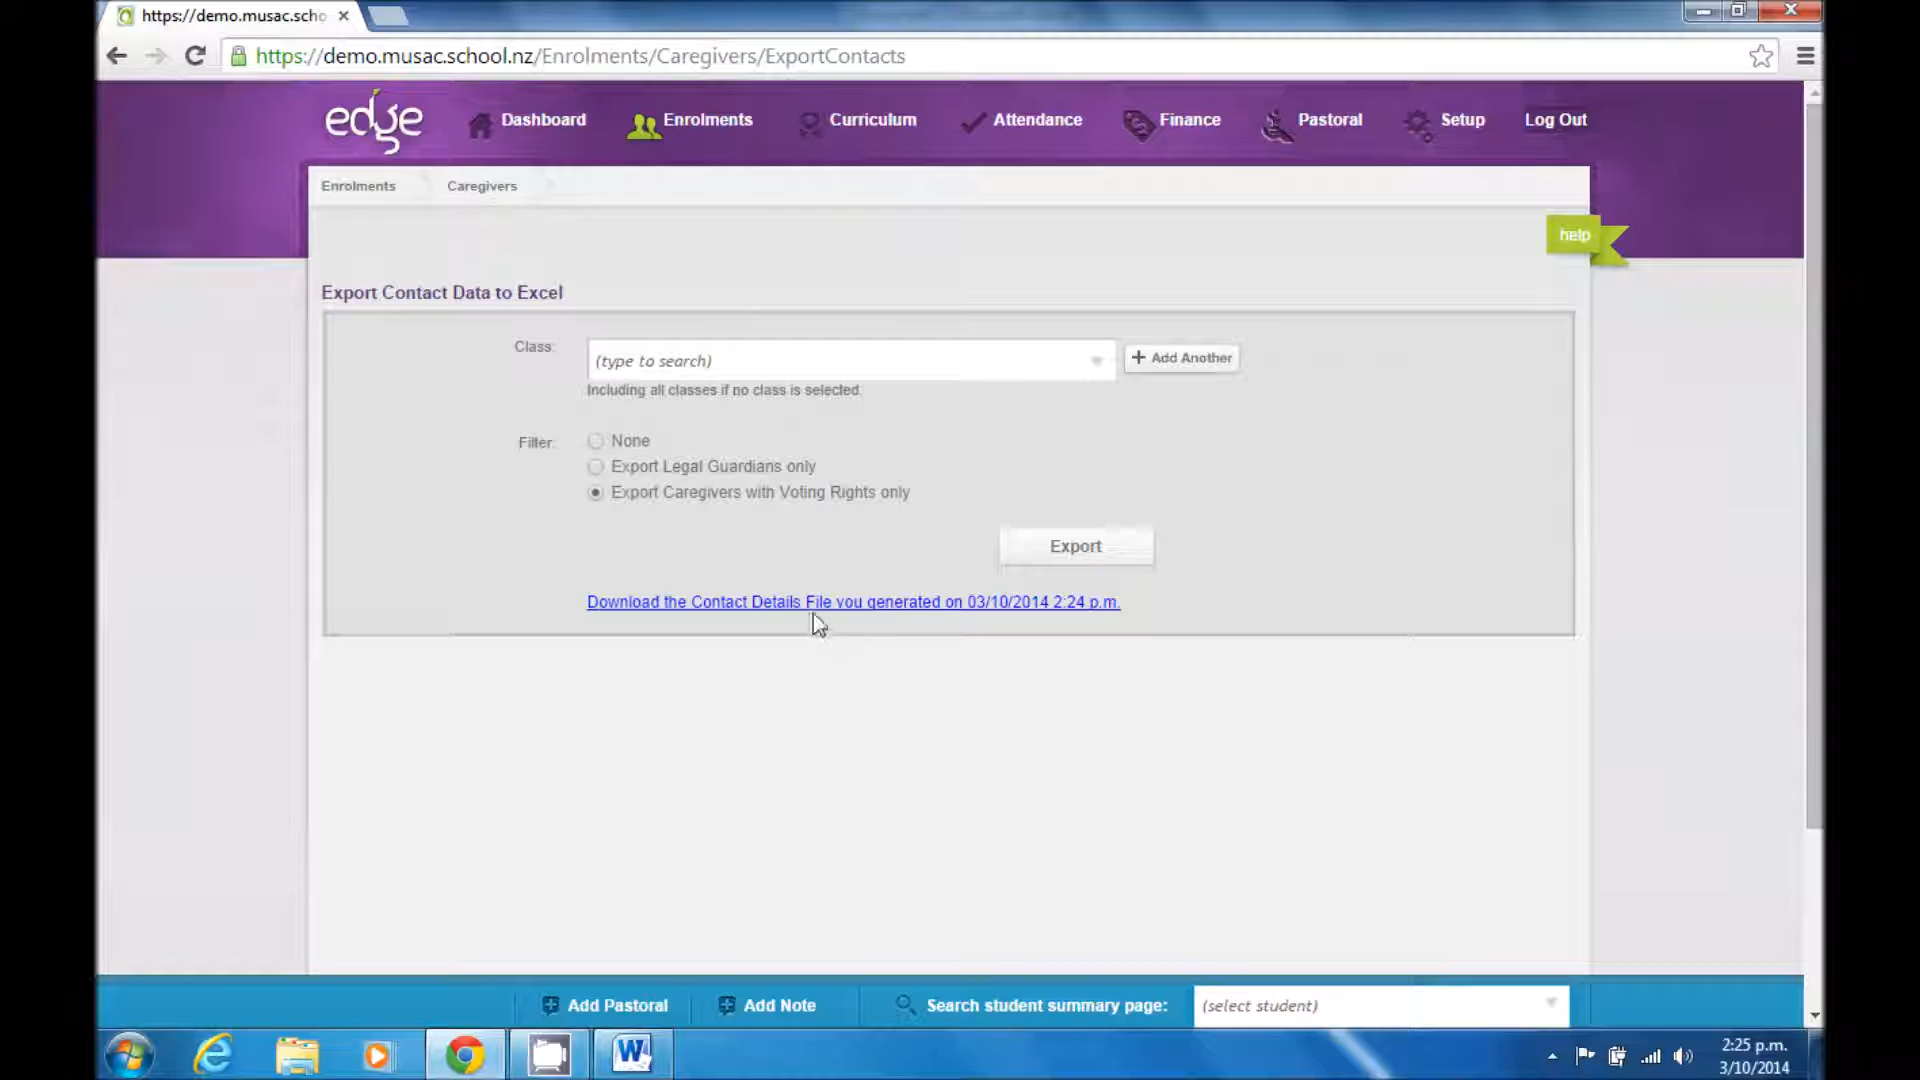 https://demo.musac.scho
https://demo.musac.school.nz/Enrolments/Caregivers/ExportContacts
edge
Dashboard
Enrolments
Curriculum
Attendance
Finance
Pastoral
Setup
Log Out
Enrolments
Caregivers
help
Export Contact Data to Excel
Class:
(type to search)
+ Add Another
Including all classes if no class is selected.
Filter:
None
Export Legal Guardians only
Export Caregivers with Voting Rights only
Export
Download the Contact Details File you generated on 03/10/2014 2:24 p.m.
Add Pastoral
Add Note
Search student summary page:
(select student)
2:25 p.m.
3/10/2014